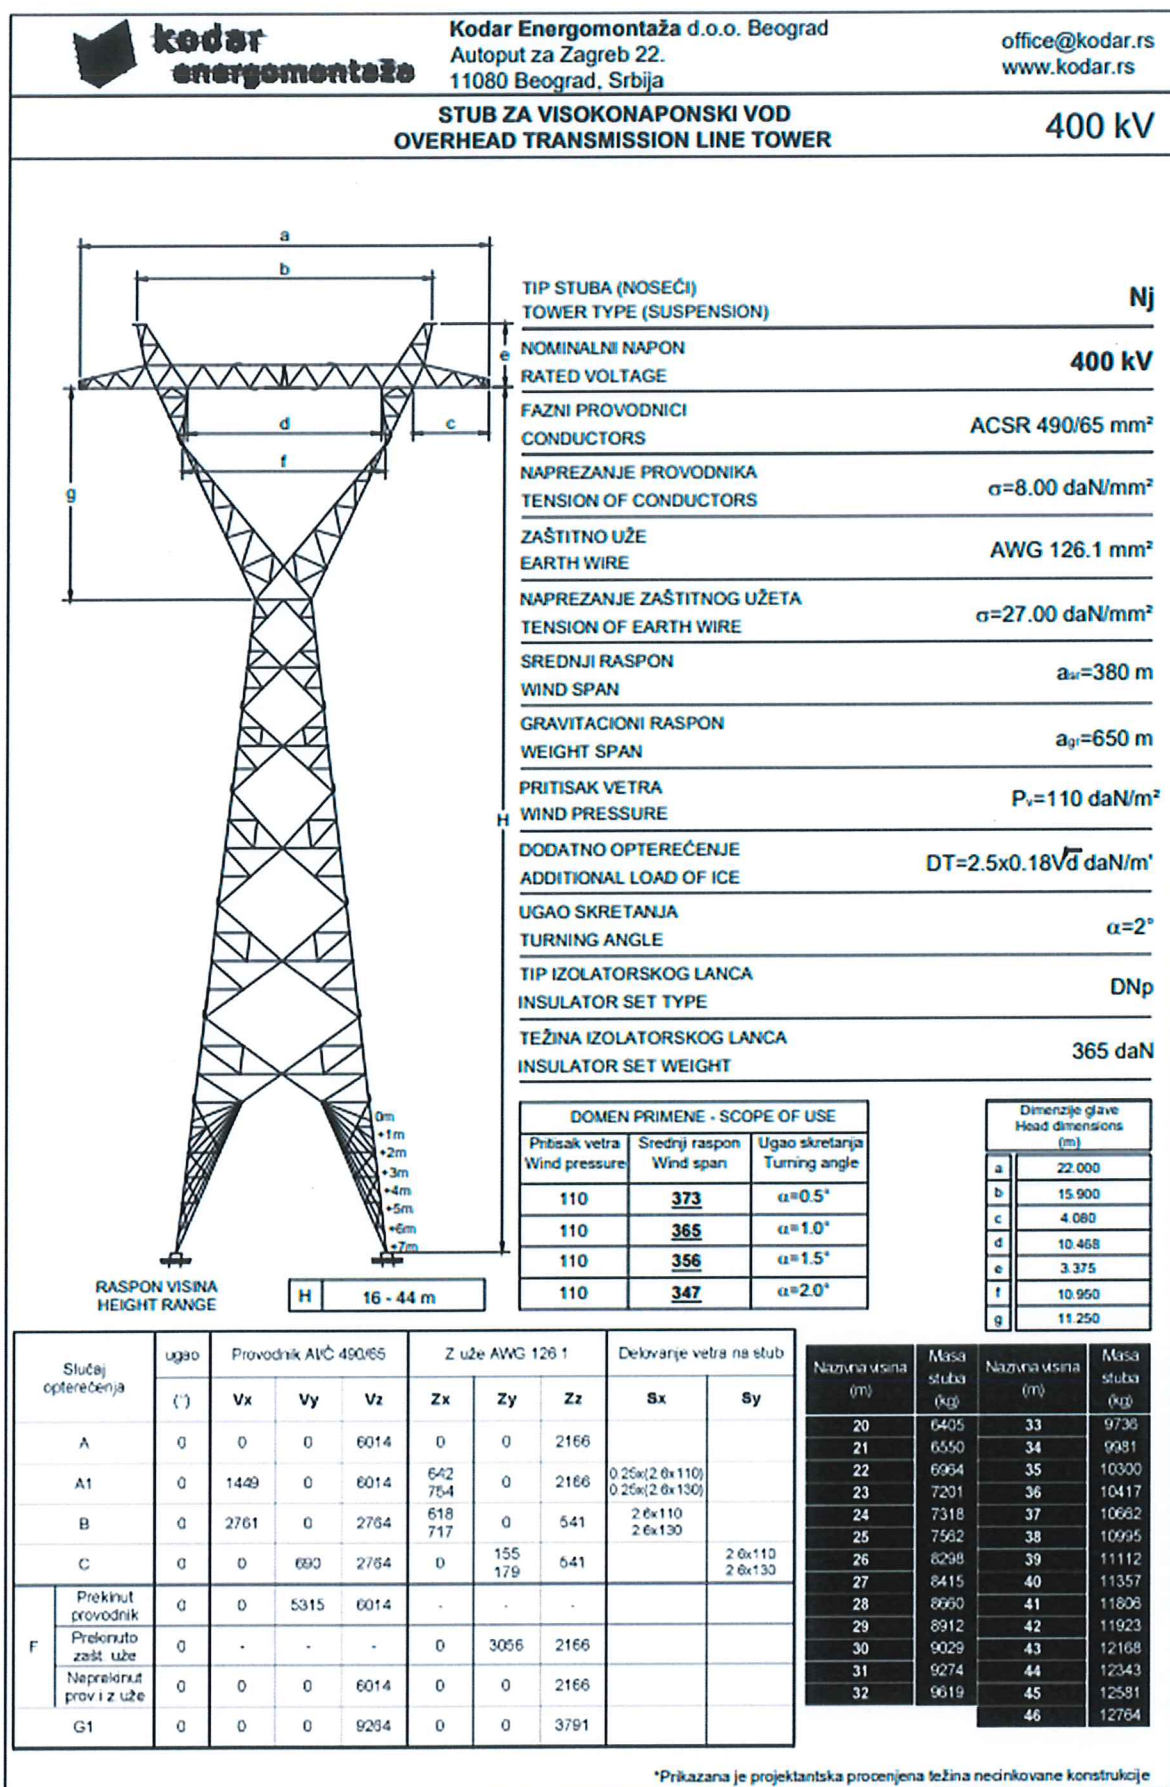 kodar
energomontaža
Kodar Energomontaža d.o.o. Beograd
Autoput za Zagreb 22.
11080 Beograd, Srbija
office@kodar.rs
www.kodar.rs
STUB ZA VISOKONAPONSKI VOD
OVERHEAD TRANSMISSION LINE TOWER
400 kV
a
b
e
d
c
f
g
H
0m
+1m
+2m
+3m
+4m
+5m
+6m
+7m
RASPON VISINA
HEIGHT RANGE
H 16 - 44 m
TIP STUBA (NOSEĆI)
TOWER TYPE (SUSPENSION)
Nj
NOMINALNI NAPON
RATED VOLTAGE
400 kV
FAZNI PROVODNICI
CONDUCTORS
ACSR 490/65 mm²
NAPREZANJE PROVODNIKA
TENSION OF CONDUCTORS
σ=8.00 daN/mm²
ZAŠTITNO UŽE
EARTH WIRE
AWG 126.1 mm²
NAPREZANJE ZAŠTITNOG UŽETA
TENSION OF EARTH WIRE
σ=27.00 daN/mm²
SREDNJI RASPON
WIND SPAN
asr=380 m
GRAVITACIONI RASPON
WEIGHT SPAN
agr=650 m
PRITISAK VETRA
WIND PRESSURE
Pv=110 daN/m²
DODATNO OPTEREĆENJE
ADDITIONAL LOAD OF ICE
DT=2.5x0.18√d daN/m'
UGAO SKRETANJA
TURNING ANGLE
α=2°
TIP IZOLATORSKOG LANCA
INSULATOR SET TYPE
DNp
TEŽINA IZOLATORSKOG LANCA
INSULATOR SET WEIGHT
365 daN
DOMEN PRIMENE - SCOPE OF USE
Pritisak vetra Srednji raspon Ugao skretanja
Wind pressure Wind span Turning angle
110 373 α=0.5°
110 365 α=1.0°
110 356 α=1.5°
110 347 α=2.0°
Dimenzije glave
Head dimensions
(m)
a 22.000
b 15.900
c 4.080
d 10.468
e 3.375
f 10.950
g 11.250
Slučaj
opterećenja
ugao
(°)
Provodnik Al/Č 490/65
Vx Vy Vz
Z uže AWG 126.1
Zx Zy Zz
Delovanje vetra na stub
Sx Sy
A 0 0 0 6014 0 0 2166
A1 0 1449 0 6014 642 0 2166 0.25x(2.6x110)
754 0.25x(2.6x130)
B 0 2761 0 2764 618 0 541 2.6x110
717 2.6x130
C 0 0 690 2764 0 155 541 2.6x110
179 2.6x130
F
Prekinut
provodnik
0 0 5315 6014 - - -
Prekinuto
zašt. uže
0 - - - 0 3056 2166
Neprekinut
prov.i z uže
0 0 0 6014 0 0 2166
G1 0 0 0 9264 0 0 3791
Nazivna visina
(m)
Masa
stuba
(kg)
Nazivna visina
(m)
Masa
stuba
(kg)
20 6405 33 9736
21 6550 34 9981
22 6964 35 10300
23 7201 36 10417
24 7318 37 10662
25 7562 38 10995
26 8298 39 11112
27 8415 40 11357
28 8660 41 11806
29 8912 42 11923
30 9029 43 12168
31 9274 44 12343
32 9619 45 12581
46 12764
*Prikazana je projektantska procenjena težina necinkovane konstrukcije